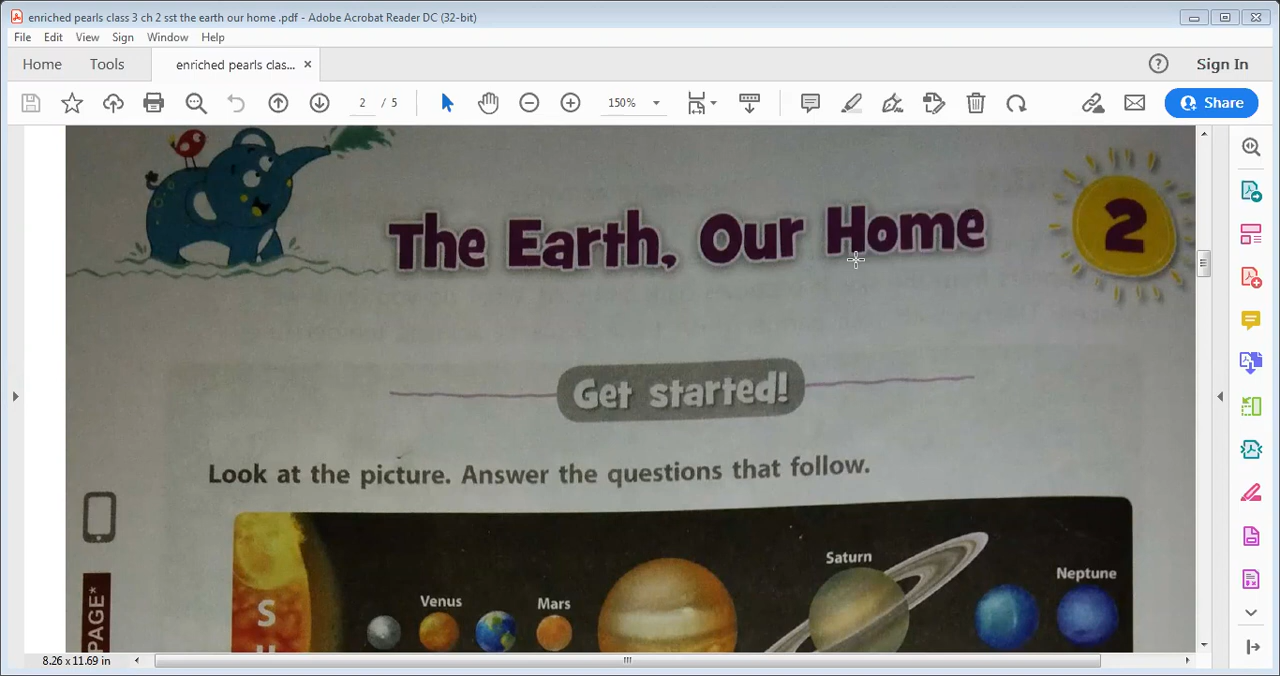 enriched pearls class 3 ch 2 sst the earth our home .pdf - Adobe Acrobat Reader DC (32-bit)
File Edit View Sign Window Help
Home Tools enriched pearls clas... × Sign In
2 / 5 150% Share
The Earth, Our Home 2
Get started!
Look at the picture. Answer the questions that follow.
Saturn
Neptune
Venus
Mars
S
PAGE*
8.26 x 11.69 in